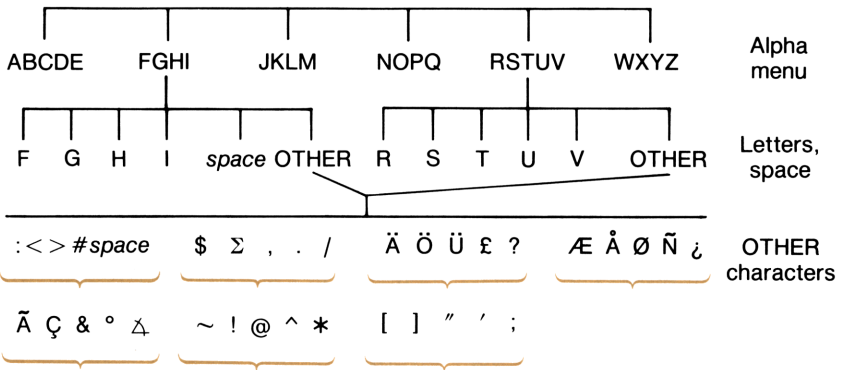 ABCDE FGHI JKLM NOPQ RSTUV WXYZ Alpha
menu
F G H I space OTHER R S T U V OTHER Letters,
space
: < > # space $ Σ , . / Ä Ö Ü £ ? Æ Å Ø Ñ ¿ OTHER
characters
Ã Ç & ° ∡ ~ ! @ ^ * [ ] " ' ;